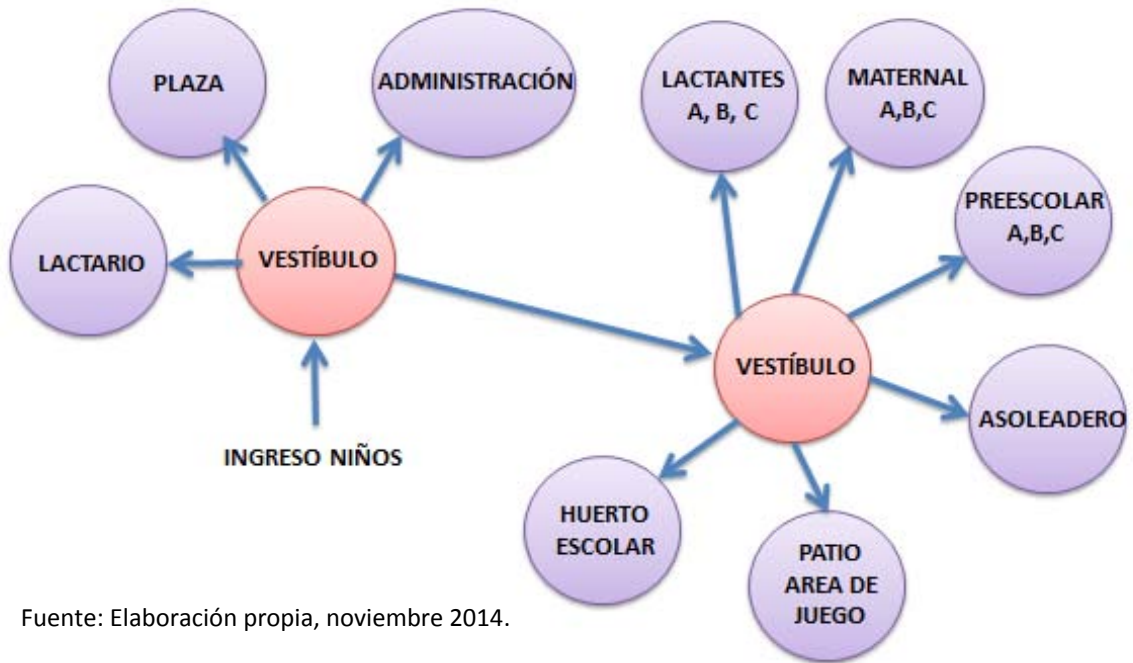 PLAZA
ADMINISTRACIÓN
LACTANTES
A, B, C
MATERNAL
A,B,C
PREESCOLAR
A,B,C
LACTARIO
VESTÍBULO
VESTÍBULO
ASOLEADERO
INGRESO NIÑOS
HUERTO
ESCOLAR
PATIO
AREA DE
JUEGO
Fuente: Elaboración propia, noviembre 2014.